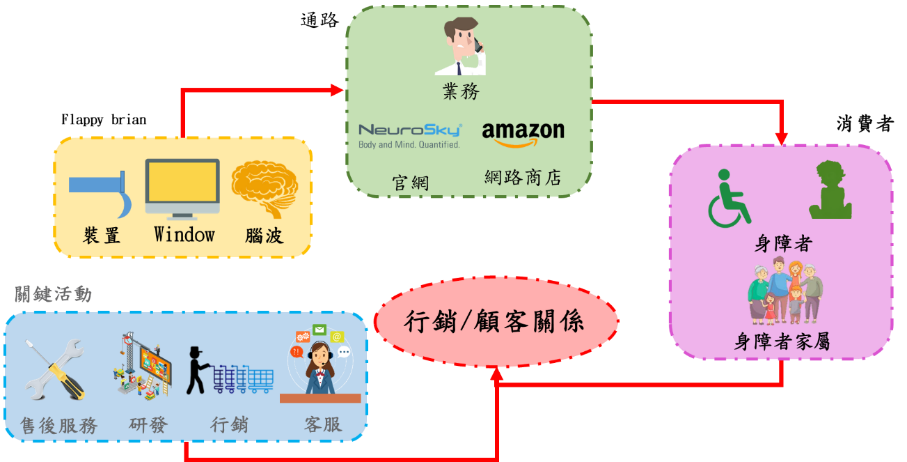 通路
業務
NeuroSky
Body and Mind. Quantified.
amazon
官網
網路商店
Flappy brian
裝置
Window
腦波
消費者
身障者
身障者家屬
關鍵活動
售後服務
研發
行銷
客服
行銷/顧客關係